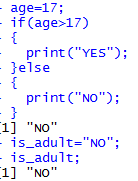 age=17;
if(age>17)
{
print("YES");
}else
{
print("NO");
}
[1] "NO"
is_adult="NO";
is_adult;
[1] "NO"